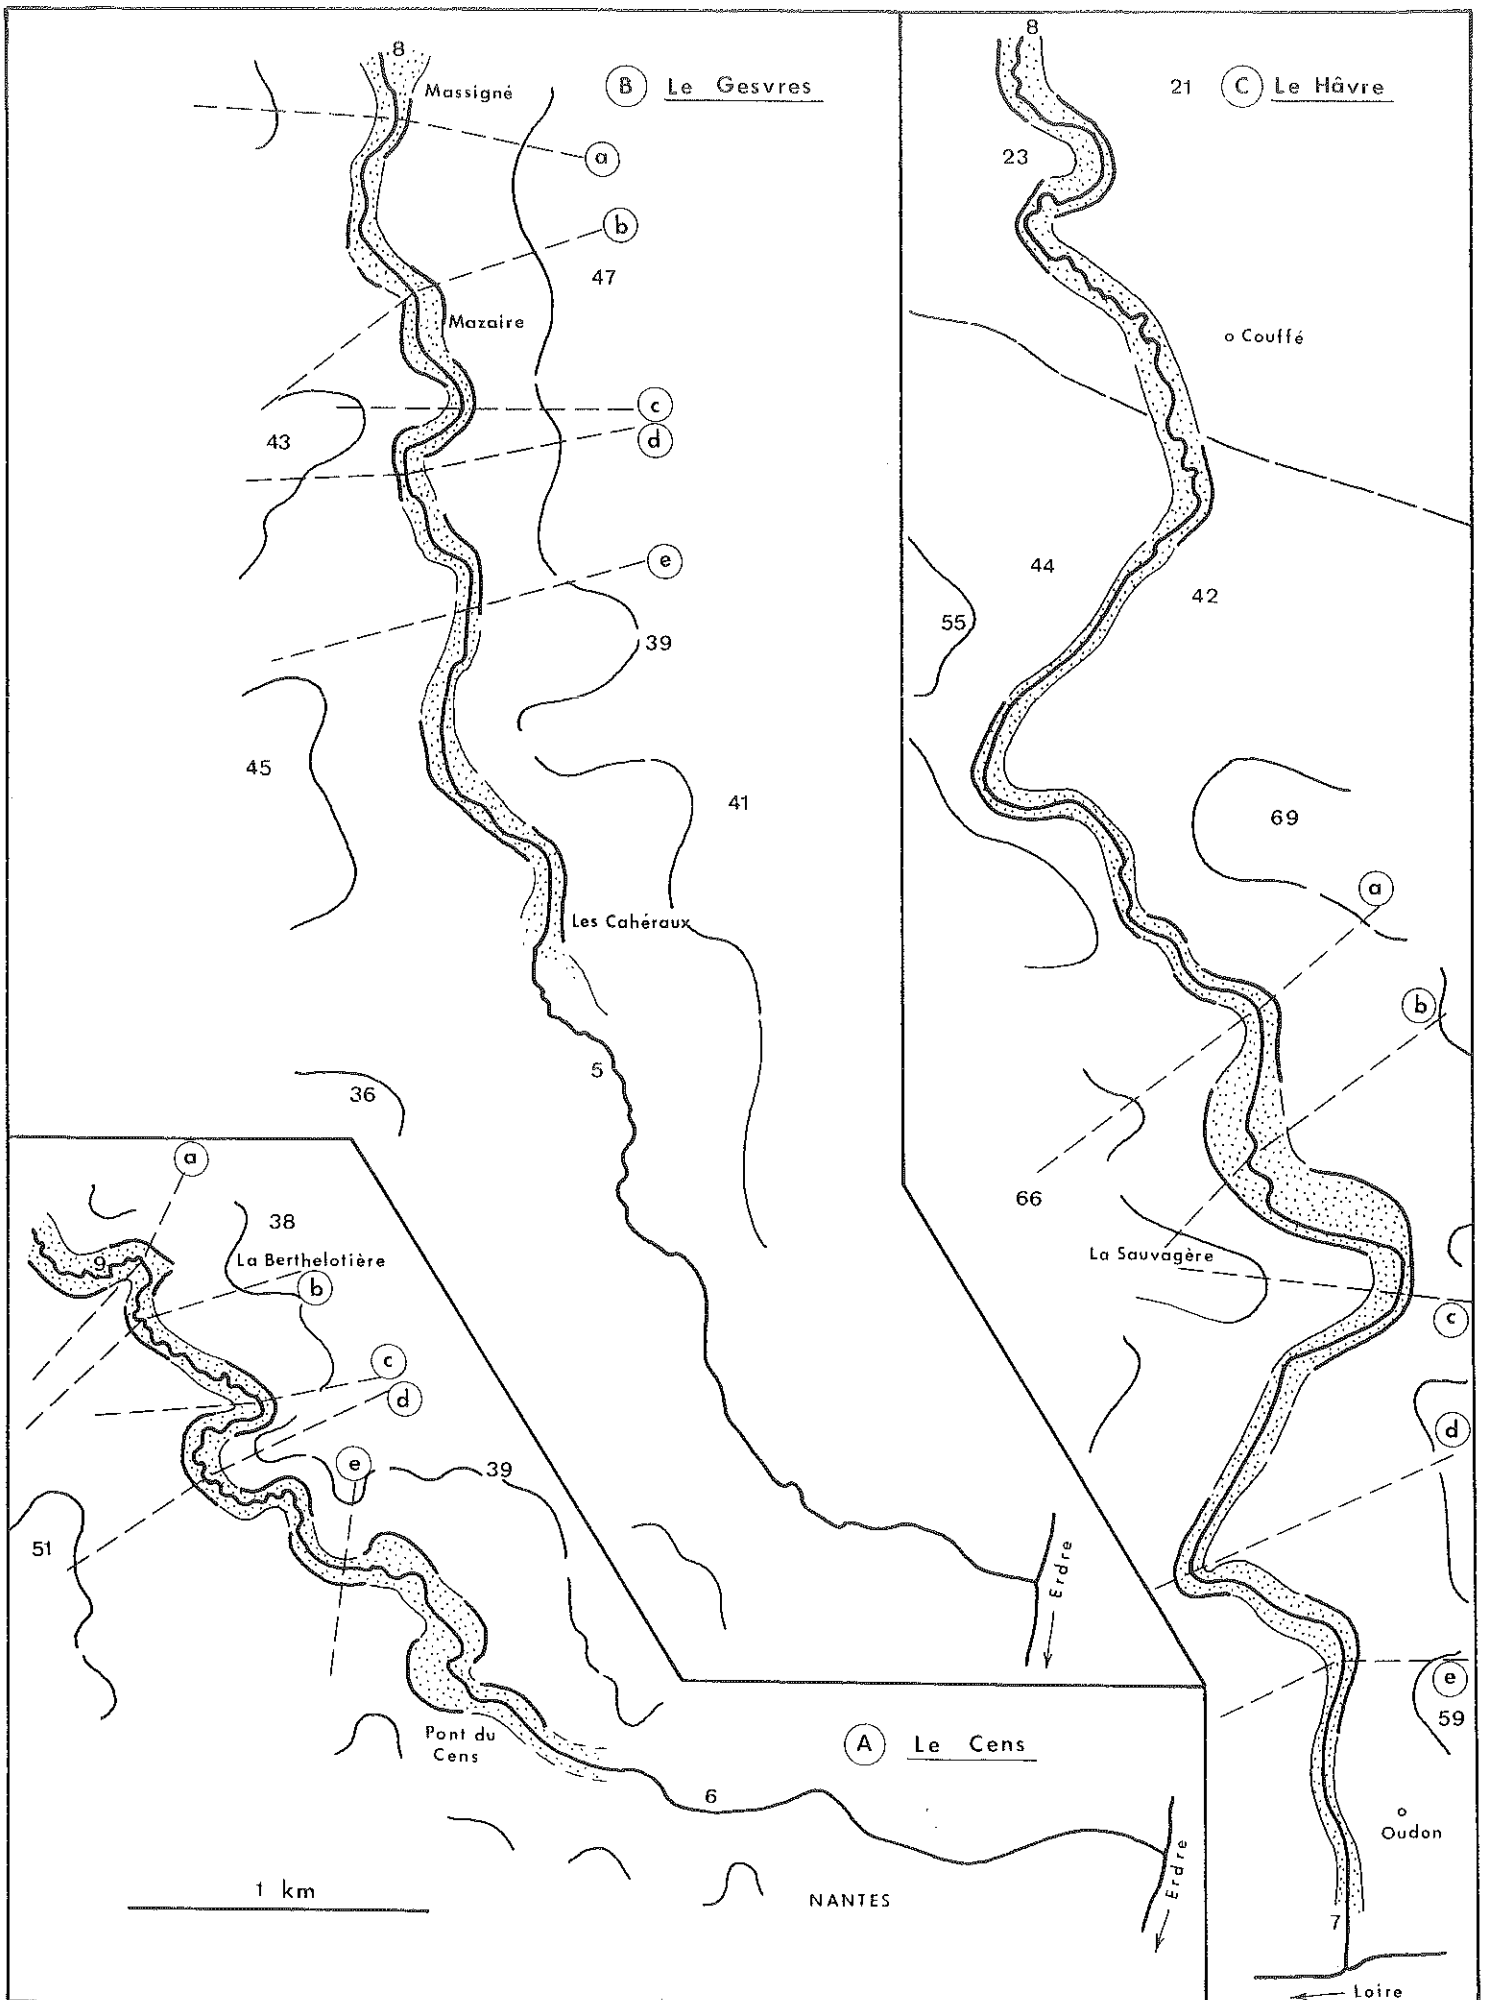 8
Massigné
B Le Gesvres
a
b
47
Mazaire
c
43
d
e
39
45
41
Les Cahéraux
5
36
8
21 C Le Hâvre
23
o Couffé
44
42
55
69
a
b
66
La Sauvagère
c
d
e
59
Oudon
7
Loire
a
38
9
La Berthelotière
b
c
d
e
39
51
Erdre
Pont du
Cens
A Le Cens
6
Erdre
1 km
NANTES